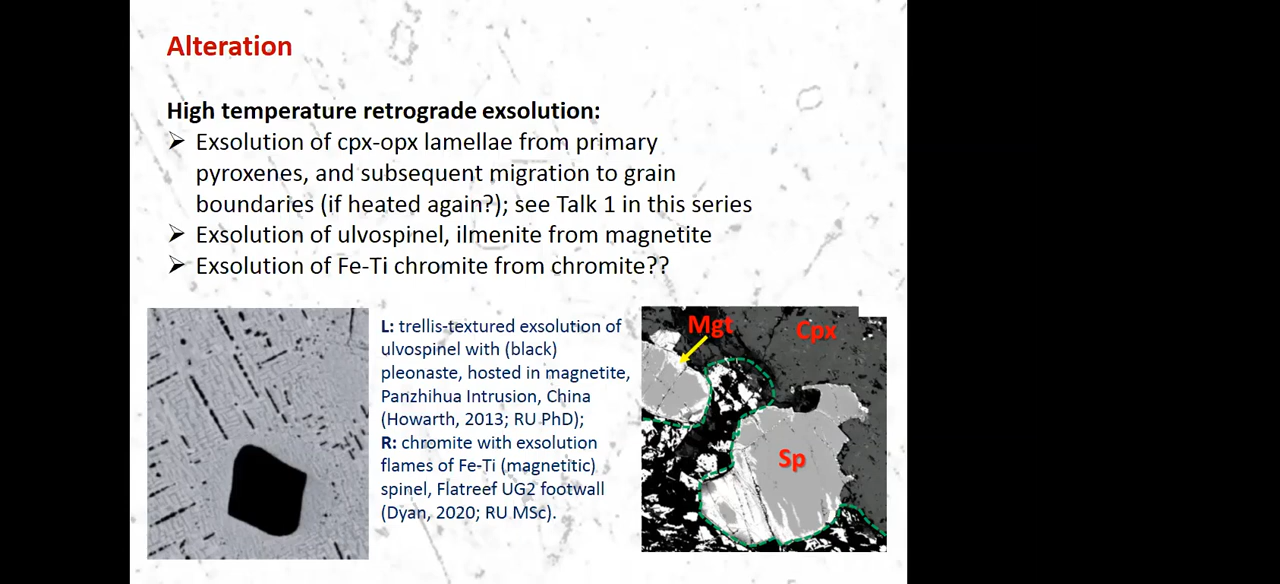 Alteration
High temperature retrograde exsolution:
➢ Exsolution of cpx-opx lamellae from primary
pyroxenes, and subsequent migration to grain
boundaries (if heated again?); see Talk 1 in this series
➢ Exsolution of ulvospinel, ilmenite from magnetite
➢ Exsolution of Fe-Ti chromite from chromite??
L: trellis-textured exsolution of
ulvospinel with (black)
pleonaste, hosted in magnetite,
Panzhihua Intrusion, China
(Howarth, 2013; RU PhD);
R: chromite with exsolution
flames of Fe-Ti (magnetitic)
spinel, Flatreef UG2 footwall
(Dyan, 2020; RU MSc).
Mgt
Cpx
Sp